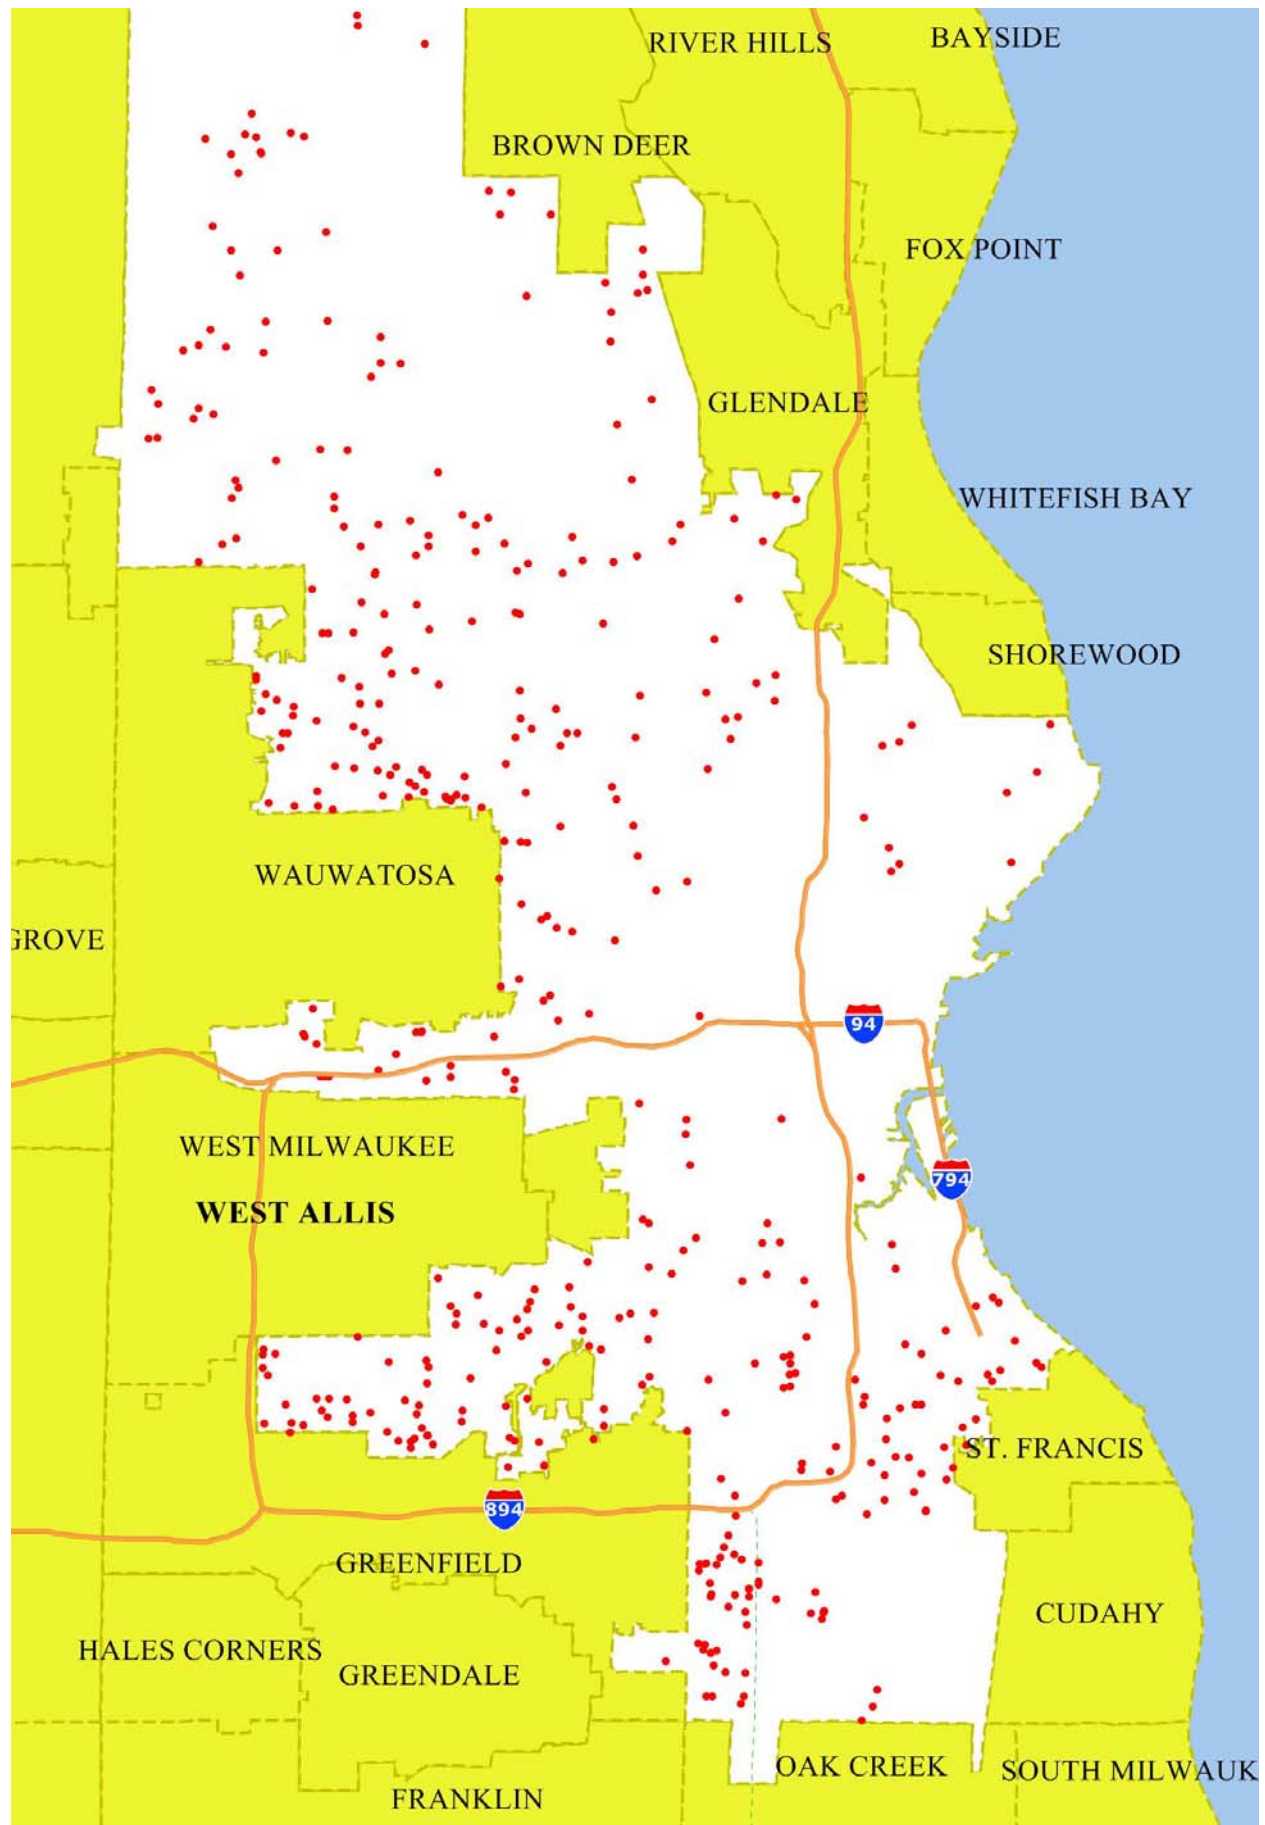 RIVER HILLS
BAYSIDE
BROWN DEER
FOX POINT
GLENDALE
WHITEFISH BAY
SHOREWOOD
WAUWATOSA
GROVE
94
WEST MILWAUKEE
794
WEST ALLIS
ST. FRANCIS
894
GREENFIELD
CUDAHY
HALES CORNERS
GREENDALE
OAK CREEK
SOUTH MILWAUK
FRANKLIN